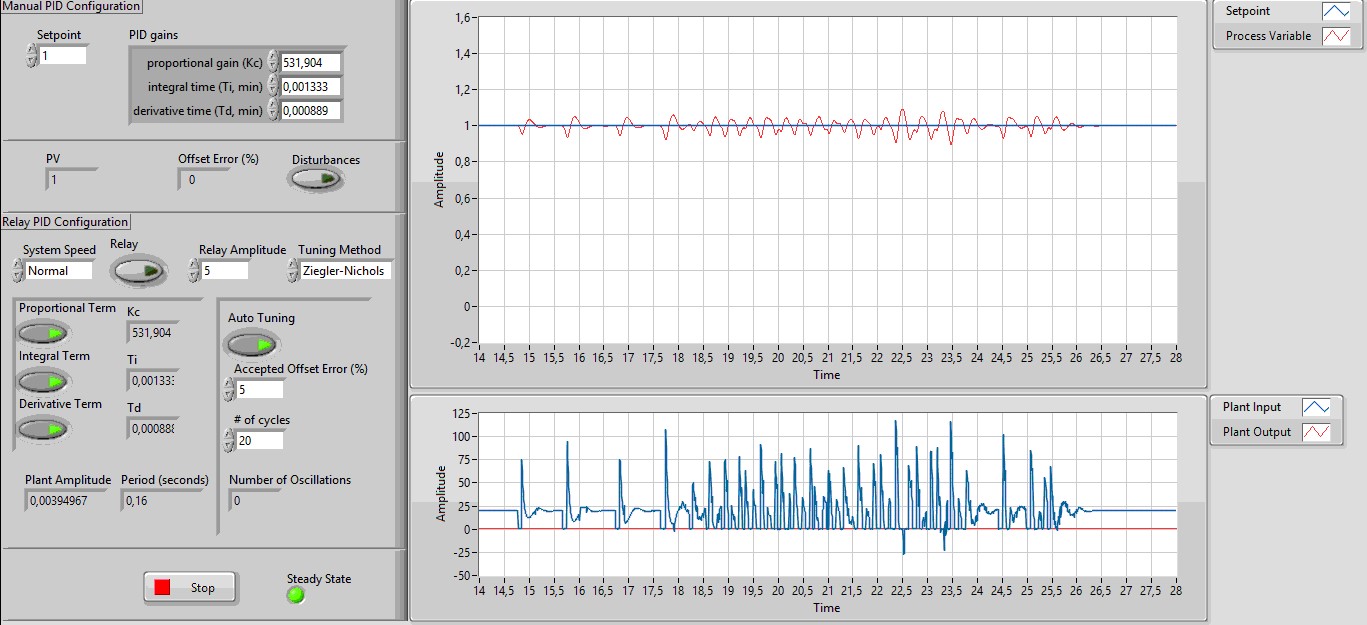 Manual PID Configuration
Setpoint
1
PID gains
proportional gain (Kc) 531,904
integral time (Ti, min) 0,001333
derivative time (Td, min) 0,000889
PV
1
Offset Error (%)
0
Disturbances
Relay PID Configuration
System Speed
Normal
Relay
Relay Amplitude
5
Tuning Method
Ziegler-Nichols
Proportional Term
Kc
531,904
Integral Term
Ti
0,001333
Derivative Term
Td
0,000888
Auto Tuning
Accepted Offset Error (%)
5
# of cycles
20
Plant Amplitude
0,00394967
Period (seconds)
0,16
Number of Oscillations
0
Stop
Steady State
Amplitude
1,6
1,4
1,2
1
0,8
0,6
0,4
0,2
0
-0,2
14 14,5 15 15,5 16 16,5 17 17,5 18 18,5 19 19,5 20 20,5 21 21,5 22 22,5 23 23,5 24 24,5 25 25,5 26 26,5 27 27,5 28
Time
Setpoint
Process Variable
Amplitude
125
100
75
50
25
0
-25
-50
14 14,5 15 15,5 16 16,5 17 17,5 18 18,5 19 19,5 20 20,5 21 21,5 22 22,5 23 23,5 24 24,5 25 25,5 26 26,5 27 27,5 28
Time
Plant Input
Plant Output